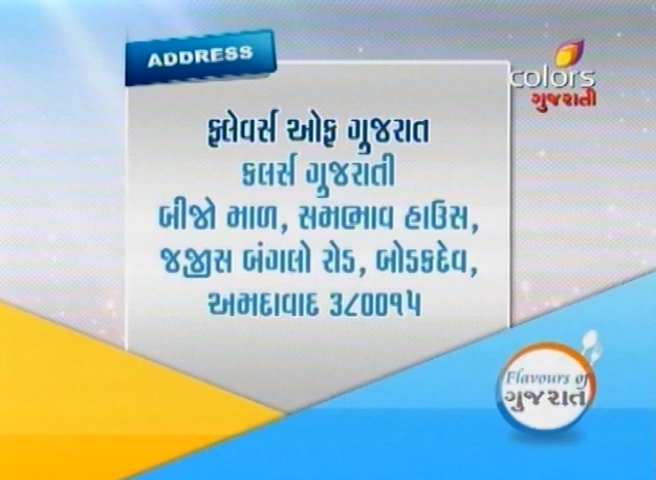 ADDRESS
colors
ગુજરાતી
ફ્લેવર્સ ઓફ ગુજરાત
કલર્સ ગુજરાતી
બીજો માળ, સમભાવ હાઉસ,
જજીસ બંગલો રોડ, બોડકદેવ,
અમદાવાદ ૩૮૦૦૧૫
Flavours of
ગુજરાત